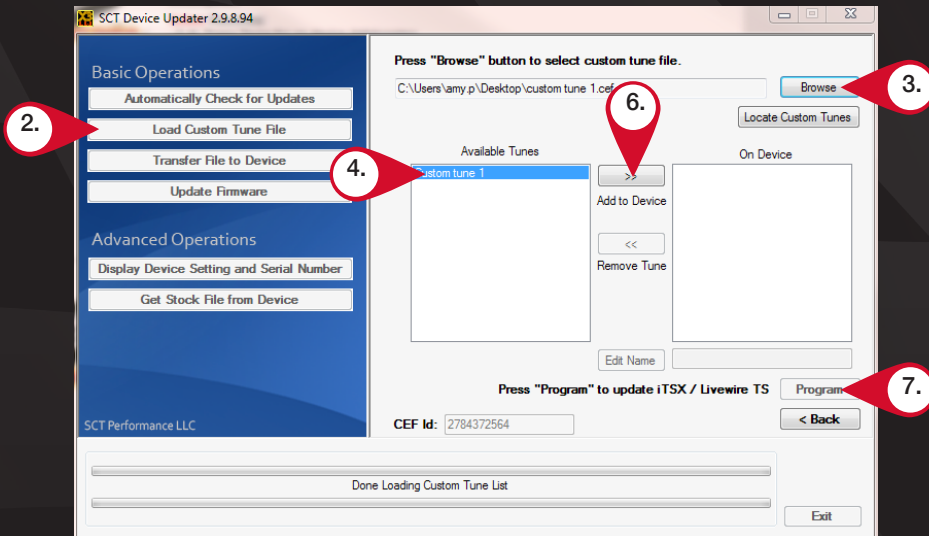 SCT Device Updater 2.9.8.94
Basic Operations
Automatically Check for Updates
2.
Load Custom Tune File
Transfer File to Device
Update Firmware
Advanced Operations
Display Device Setting and Serial Number
Get Stock File from Device
SCT Performance LLC
Press "Browse" button to select custom tune file.
C:\Users\amy.p\Desktop\custom tune 1.cef
Browse
3.
Locate Custom Tunes
6.
Available Tunes
On Device
4.
Custom tune 1
>>
Add to Device
<<
Remove Tune
Edit Name
Press "Program" to update iTSX / Livewire TS
Program
7.
CEF Id: 2784372564
< Back
Done Loading Custom Tune List
Exit